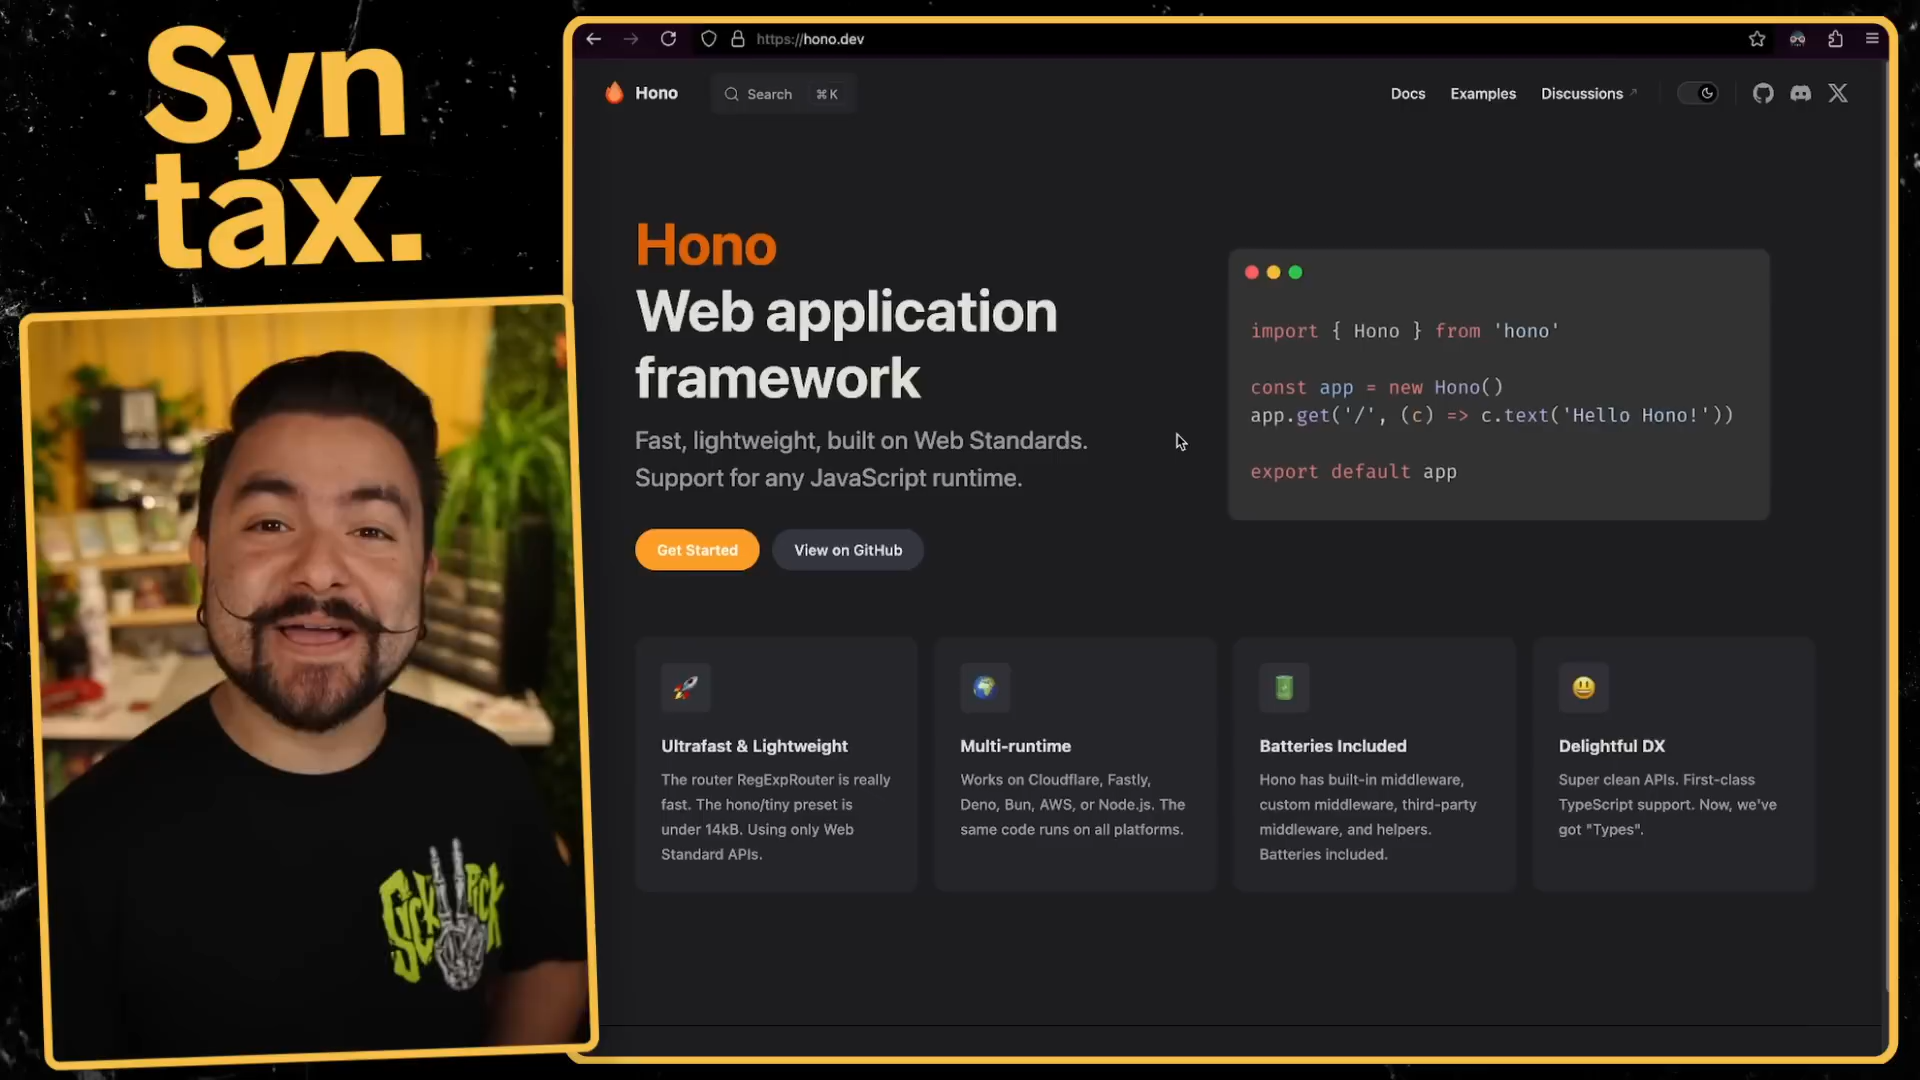 Syn
tax.
https://hono.dev
Hono
Search
⌘ K
Docs
Examples
Discussions
Hono
Web application
framework
Fast, lightweight, built on Web Standards.
Support for any JavaScript runtime.
Get Started
View on GitHub
import { Hono } from 'hono'
const app = new Hono()
app.get('/', (c) => c.text('Hello Hono!'))
export default app
Ultrafast & Lightweight
The router RegExpRouter is really
fast. The hono/tiny preset is
under 14kB. Using only Web
Standard APIs.
Multi-runtime
Works on Cloudflare, Fastly,
Deno, Bun, AWS, or Node.js. The
same code runs on all platforms.
Batteries Included
Hono has built-in middleware,
custom middleware, third-party
middleware, and helpers.
Batteries included.
Delightful DX
Super clean APIs. First-class
TypeScript support. Now, we've
got "Types".
SICK PICK